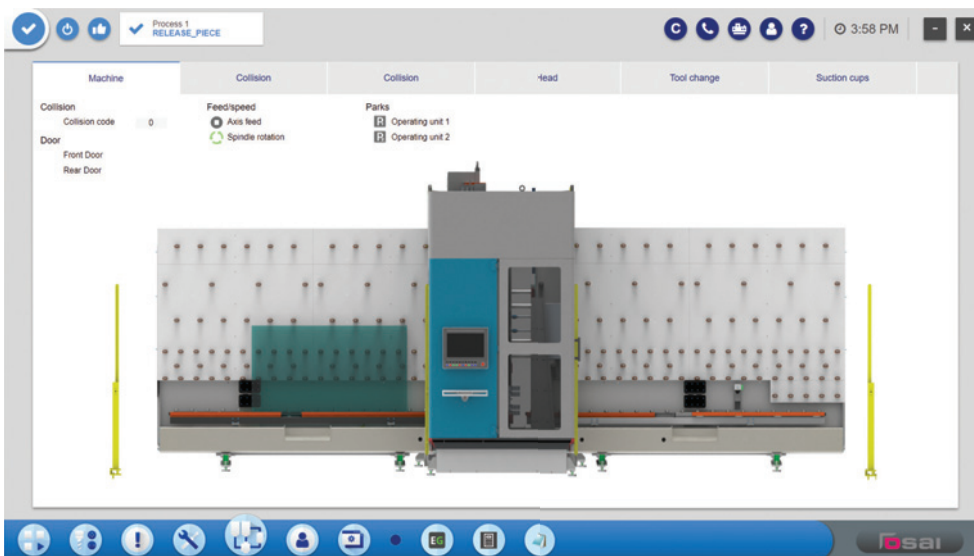 Process 1
RELEASE_PIECE
C
?
3:58 PM
Machine
Collision
Collision
Head
Tool change
Suction cups
Collision
Collision code 0
Door
Front Door
Rear Door
Feed/speed
Axis feed
Spindle rotation
Parks
P Operating unit 1
P Operating unit 2
!
EG
osai